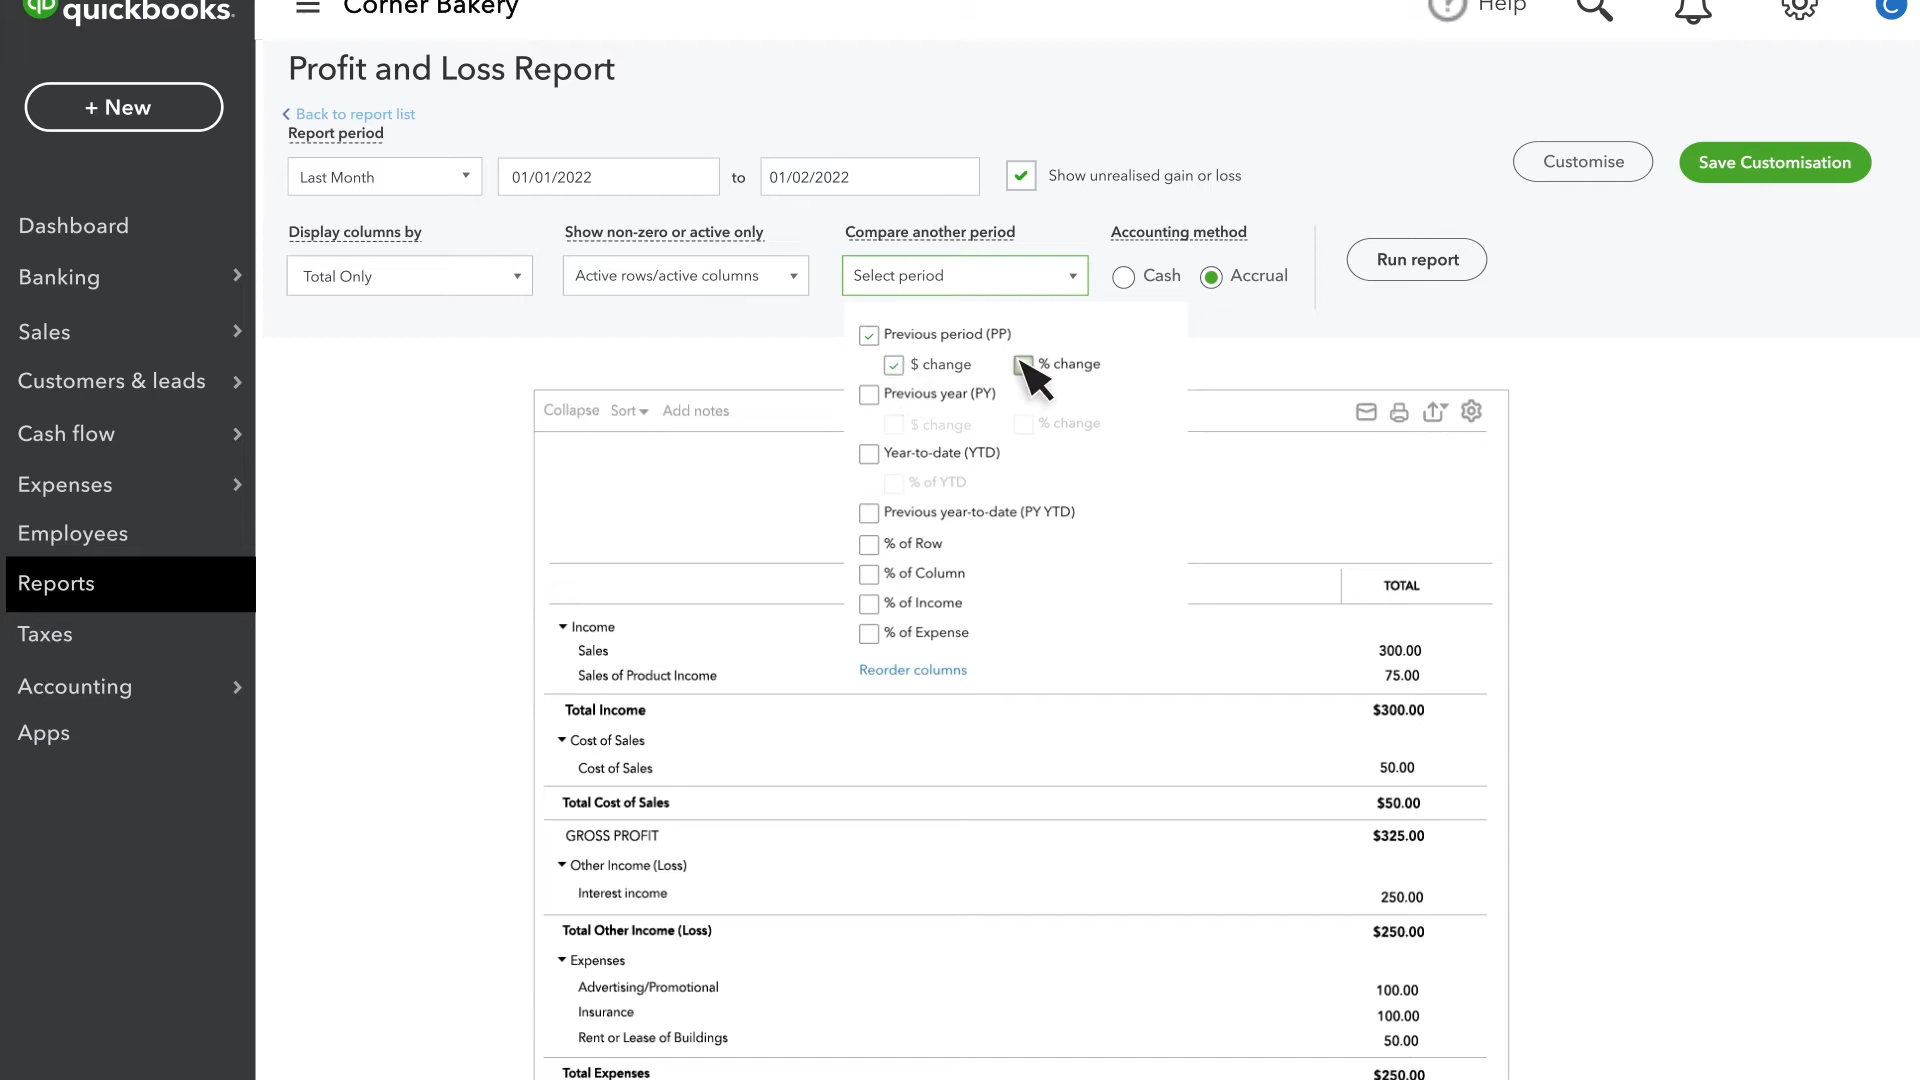 quickbooks.
Corner Bakery
Help
C
+ New
Dashboard
Banking
Sales
Customers & leads
Cash flow
Expenses
Employees
Reports
Taxes
Accounting
Apps
Profit and Loss Report
Back to report list
Report period
Last Month
01/01/2022
to
01/02/2022
Show unrealised gain or loss
Customise
Save Customisation
Display columns by
Show non-zero or active only
Compare another period
Accounting method
Total Only
Active rows/active columns
Select period
Cash
Accrual
Run report
Previous period (PP)
$ change
% change
Previous year (PY)
$ change
% change
Year-to-date (YTD)
% of YTD
Previous year-to-date (PY YTD)
% of Row
% of Column
% of Income
% of Expense
Reorder columns
Collapse Sort Add notes
TOTAL
Income
Sales 300.00
Sales of Product Income 75.00
Total Income $300.00
Cost of Sales
Cost of Sales 50.00
Total Cost of Sales $50.00
GROSS PROFIT $325.00
Other Income (Loss)
Interest income 250.00
Total Other Income (Loss) $250.00
Expenses
Advertising/Promotional 100.00
Insurance 100.00
Rent or Lease of Buildings 50.00
Total Expenses $250.00